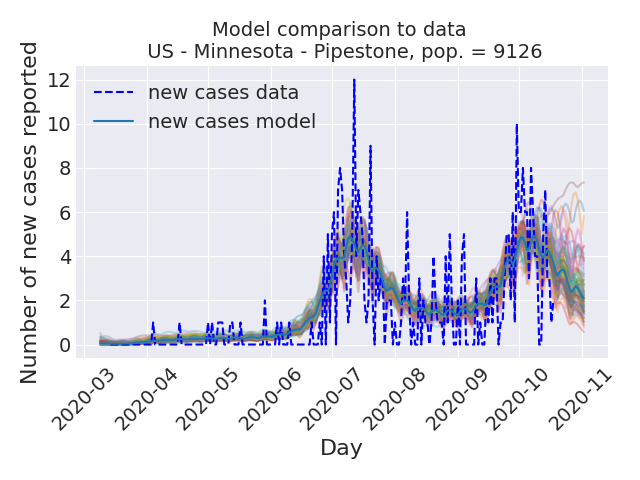 Model comparison to data
US - Minnesota - Pipestone, pop. = 9126
Number of new cases reported
12
10
8
6
4
2
0
new cases data
new cases model
2020-03
2020-04
2020-05
2020-06
2020-07
2020-08
2020-09
2020-10
2020-11
Day